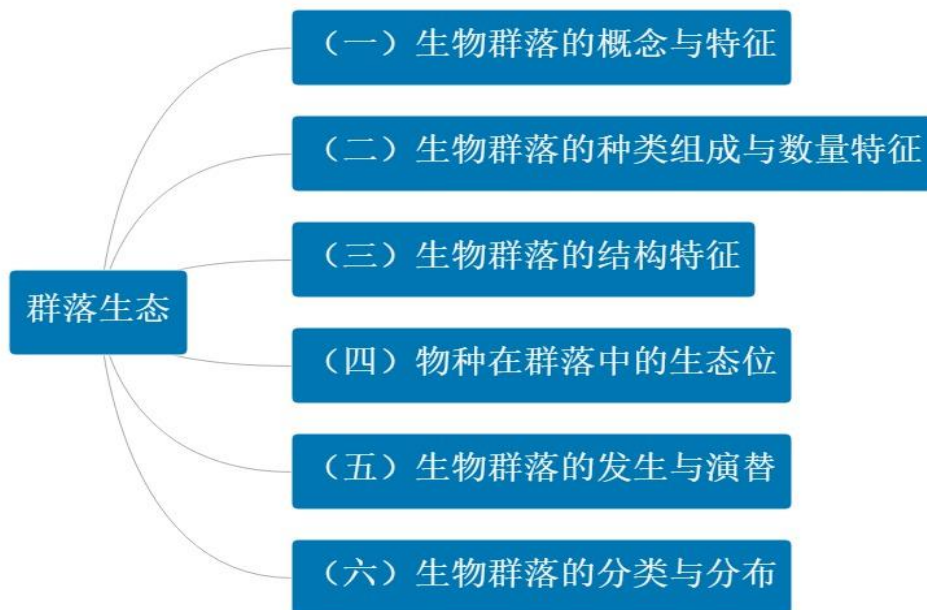 群落生态
（一）生物群落的概念与特征
（二）生物群落的种类组成与数量特征
（三）生物群落的结构特征
（四）物种在群落中的生态位
（五）生物群落的发生与演替
（六）生物群落的分类与分布